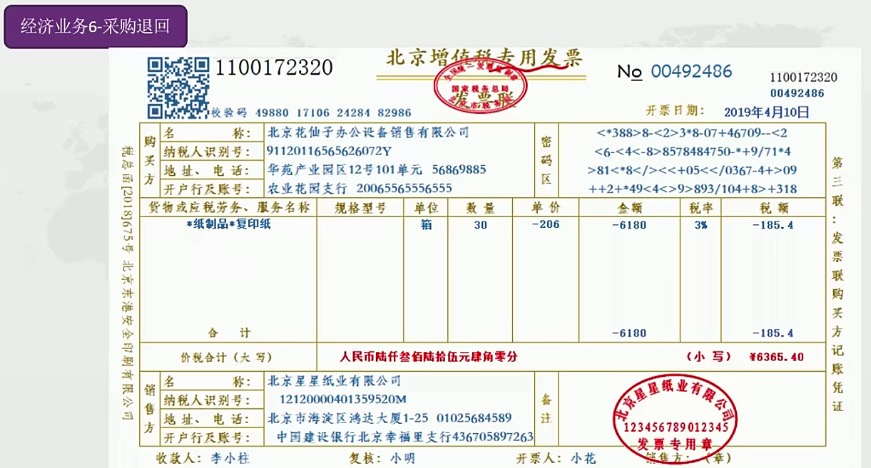 经济业务6-采购退回
1100172320
北京增值税专用发票
No 00492486
1100172320
00492486
校验码 49880 17106 24284 82986
开票日期: 2019年4月10日
购买方
名 称: 北京花仙子办公设备销售有限公司
纳税人识别号: 91120116565626072Y
地址、电话: 华苑产业园区12号101单元 56869885
开户行及账号: 农业花园支行 20065565556555
密码区
<*388>8-<2>3*8-07+46709--<2
<6-<4<-8>8578484750-*+9/71*4
>81<*8</><<+05<</0367-4+>09
++2+*49<4<>9>893/104+8>+318
货物或应税劳务、服务名称 规格型号 单位 数量 单价 金额 税率 税额
*纸制品*复印纸 箱 30 -206 -6180 3% -185.4
合 计 -6180 -185.4
价税合计(大写) 人民币陆仟叁佰陆拾伍元肆角零分 (小写) ¥6365.40
销售方
名 称: 北京星星纸业有限公司
纳税人识别号: 12120000401359520M
地址、电话: 北京市海淀区鸿达大厦1-25 01025684589
开户行及账号: 中国建设银行北京幸福里支行436705897263
备注
北京星星纸业有限公司
123456789012345
发票专用章
收款人: 李小柱 复核: 小明 开票人: 小花 销售方: (章)
税总函[2018]675号 北京东港安全印刷有限公司
第三联:发票联购买方记账凭证
国家税务总局